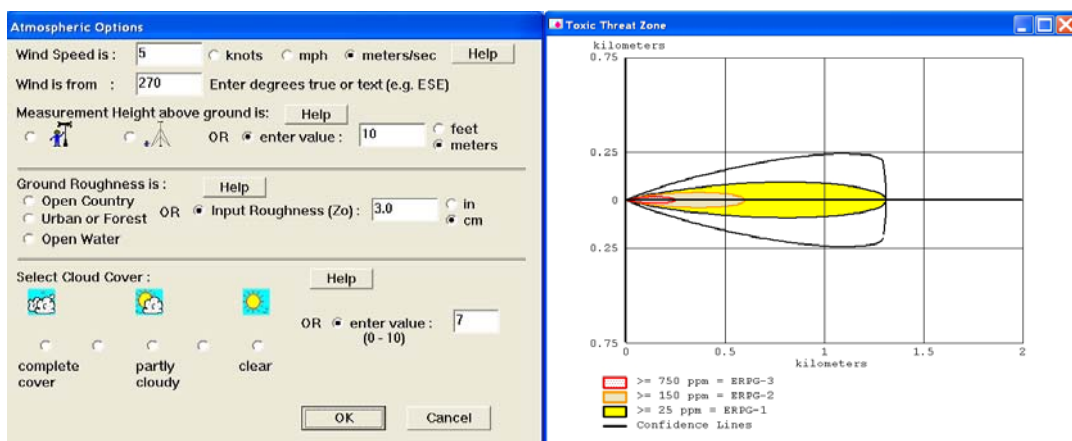 Atmospheric Options
Wind Speed is : 5 knots mph meters/sec Help
Wind is from : 270 Enter degrees true or text (e.g. ESE)
Measurement Height above ground is: Help
OR enter value : 10 feet
meters
Ground Roughness is : Help
Open Country
Urban or Forest OR Input Roughness (Zo) : 3.0 in
cm
Open Water
Select Cloud Cover : Help
OR enter value : 7
(0 - 10)
complete cover
partly cloudy
clear
OK Cancel
Toxic Threat Zone
kilometers
0.75
0.25
0
0.25
0.75
0 0.5 1 1.5 2
kilometers
>= 750 ppm = ERPG-3
>= 150 ppm = ERPG-2
>= 25 ppm = ERPG-1
Confidence Lines